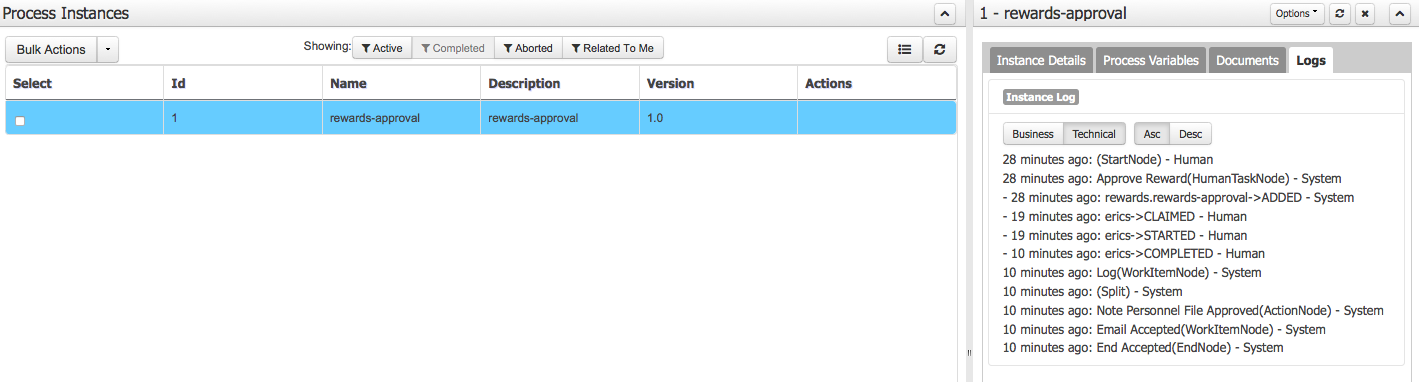 Process Instances
Bulk Actions
Showing: Active Completed Aborted Related To Me
Select Id Name Description Version Actions
1 rewards-approval rewards-approval 1.0
1 - rewards-approval
Options
Instance Details Process Variables Documents Logs
Instance Log
Business Technical Asc Desc
28 minutes ago: (StartNode) - Human
28 minutes ago: Approve Reward(HumanTaskNode) - System
- 28 minutes ago: rewards.rewards-approval->ADDED - System
- 19 minutes ago: erics->CLAIMED - Human
- 19 minutes ago: erics->STARTED - Human
- 10 minutes ago: erics->COMPLETED - Human
10 minutes ago: Log(WorkItemNode) - System
10 minutes ago: (Split) - System
10 minutes ago: Note Personnel File Approved(ActionNode) - System
10 minutes ago: Email Accepted(WorkItemNode) - System
10 minutes ago: End Accepted(EndNode) - System